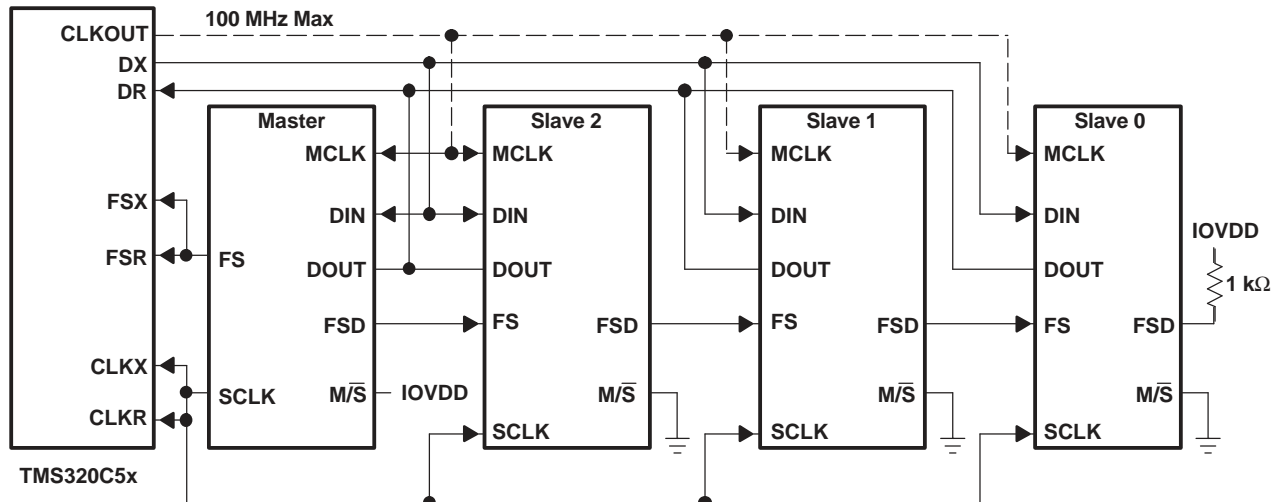 100 MHz Max
CLKOUT
DX
DR
FSX
FSR
CLKX
CLKR
TMS320C5x
Master
MCLK
DIN
FS
DOUT
FSD
SCLK
M/S̅
IOVDD
Slave 2
MCLK
DIN
DOUT
FS
FSD
M/S̅
SCLK
Slave 1
MCLK
DIN
DOUT
FS
FSD
M/S̅
SCLK
Slave 0
MCLK
DIN
DOUT
FS
FSD
M/S̅
SCLK
IOVDD
1 kΩ